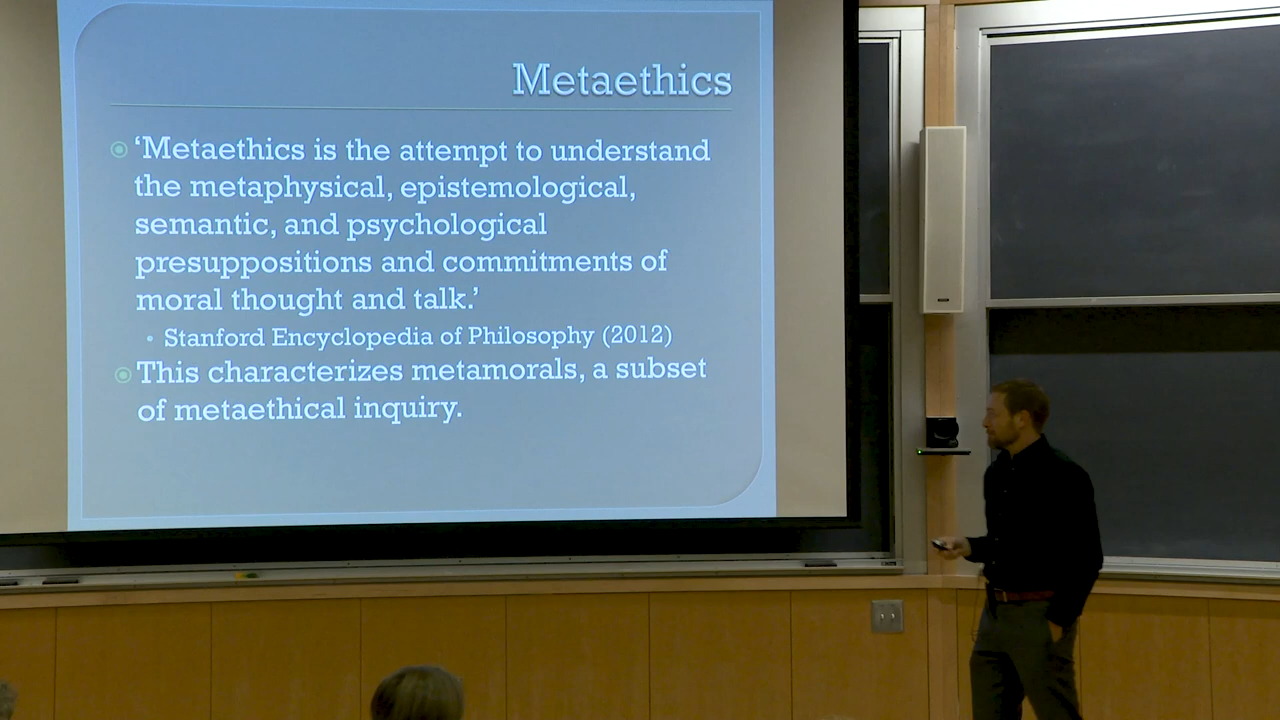 Metaethics
‘Metaethics is the attempt to understand
the metaphysical, epistemological,
semantic, and psychological
presuppositions and commitments of
moral thought and talk.’
• Stanford Encyclopedia of Philosophy (2012)
This characterizes metamorals, a subset
of metaethical inquiry.